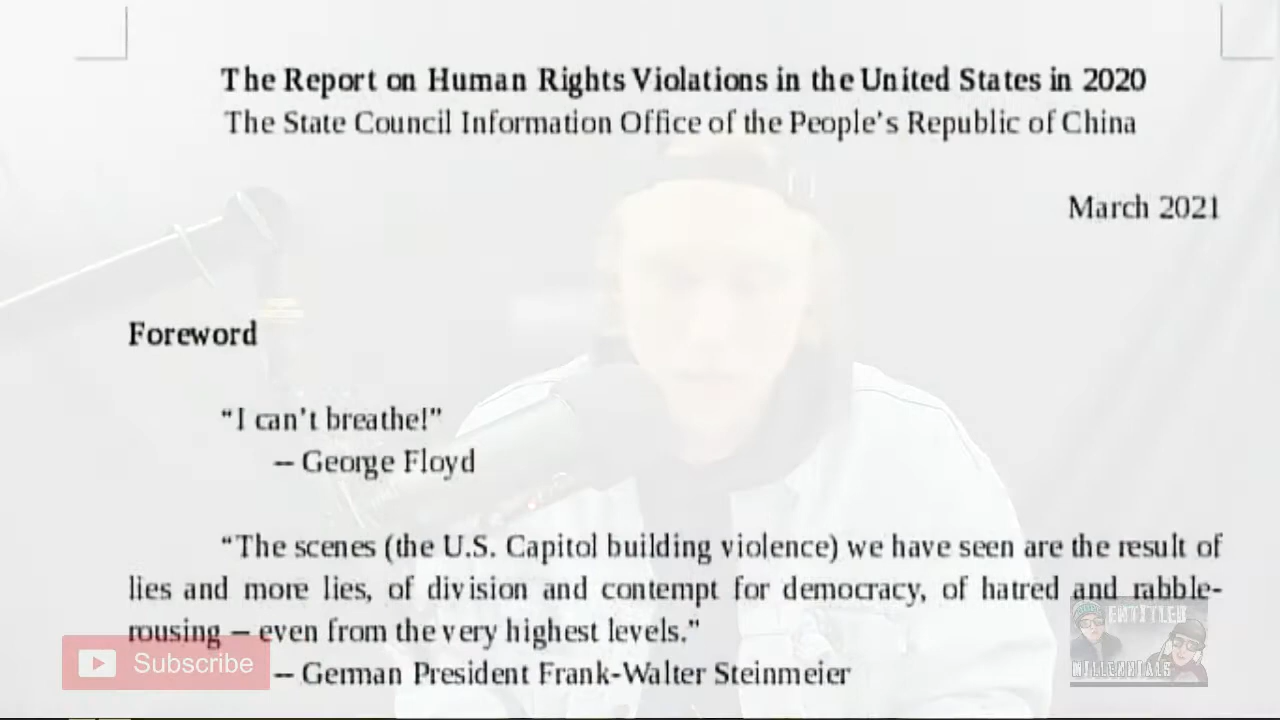 The Report on Human Rights Violations in the United States in 2020
The State Council Information Office of the People's Republic of China
March 2021
Foreword
“I can't breathe!”
-- George Floyd
“The scenes (the U.S. Capitol building violence) we have seen are the result of
lies and more lies, of division and contempt for democracy, of hatred and rabble-
rousing – even from the very highest levels.”
-- German President Frank-Walter Steinmeier
Subscribe
ENTITLED
MILLENNIALS